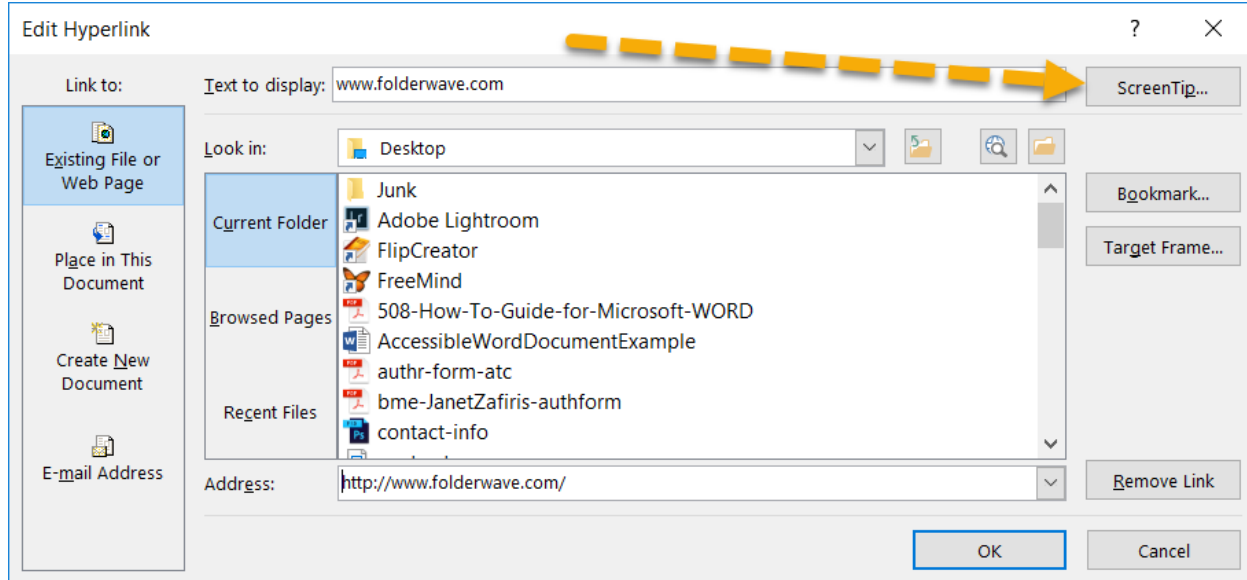 Edit Hyperlink
?
Link to:
Text to display:
www.folderwave.com
ScreenTip...
Existing File or
Web Page
Place in This
Document
Create New
Document
E-mail Address
Look in:
Desktop
Current Folder
Browsed Pages
Recent Files
Junk
Adobe Lightroom
FlipCreator
FreeMind
508-How-To-Guide-for-Microsoft-WORD
AccessibleWordDocumentExample
authr-form-atc
bme-JanetZafiris-authform
contact-info
Bookmark...
Target Frame...
Address:
http://www.folderwave.com/
Remove Link
OK
Cancel